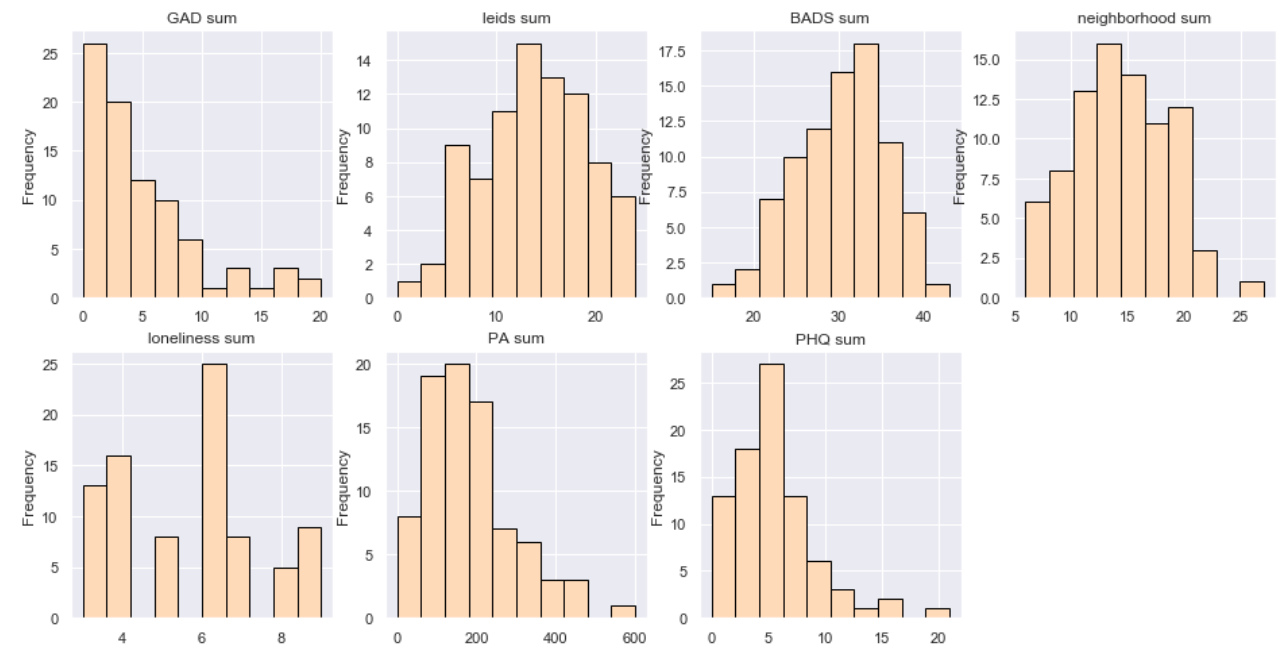 GAD sum
Frequency
25
20
15
10
5
0
0 5 10 15 20
leids sum
Frequency
14
12
10
8
6
4
2
0
0 10 20
BADS sum
Frequency
17.5
15.0
12.5
10.0
7.5
5.0
2.5
0.0
20 30 40
neighborhood sum
Frequency
15.0
12.5
10.0
7.5
5.0
2.5
0.0
5 10 15 20 25
loneliness sum
Frequency
25
20
15
10
5
0
4 6 8
PA sum
Frequency
20
15
10
5
0
0 200 400 600
PHQ sum
Frequency
25
20
15
10
5
0
0 5 10 15 20